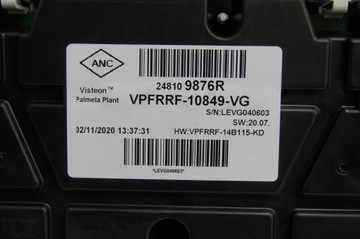 ANC
Visteon™
Palmela Plant
24810 9876R
VPFRRF-10849-VG
S/N:LEVG040603
SW:20.07.
02/11/2020 13:37:31
HW:VPFRRF-14B115-KD
*LEVG040603*